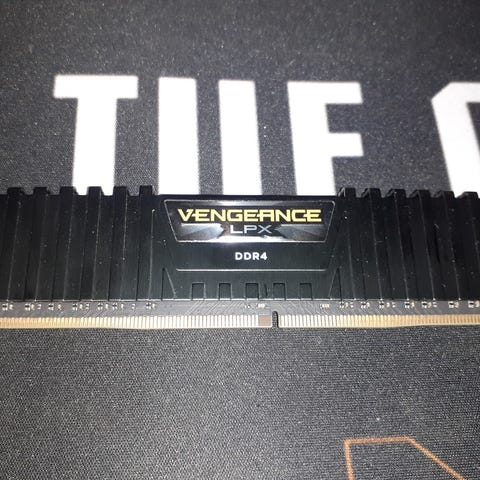 TUF G
VENGEANCE
LPX
DDR4